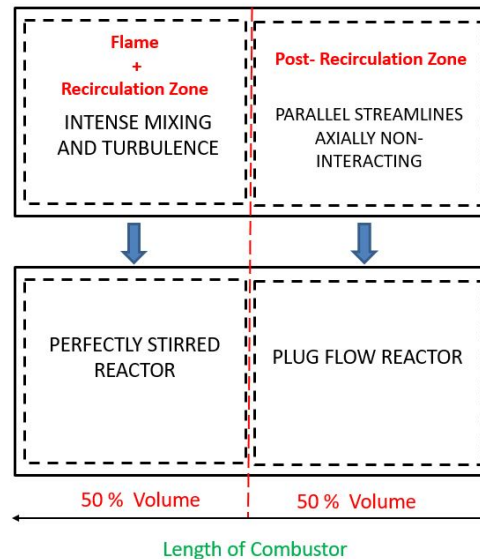 Flame
+
Recirculation Zone
INTENSE MIXING
AND TURBULENCE
Post- Recirculation Zone
PARALLEL STREAMLINES
AXIALLY NON-
INTERACTING
PERFECTLY STIRRED
REACTOR
PLUG FLOW REACTOR
50 % Volume
50 % Volume
Length of Combustor